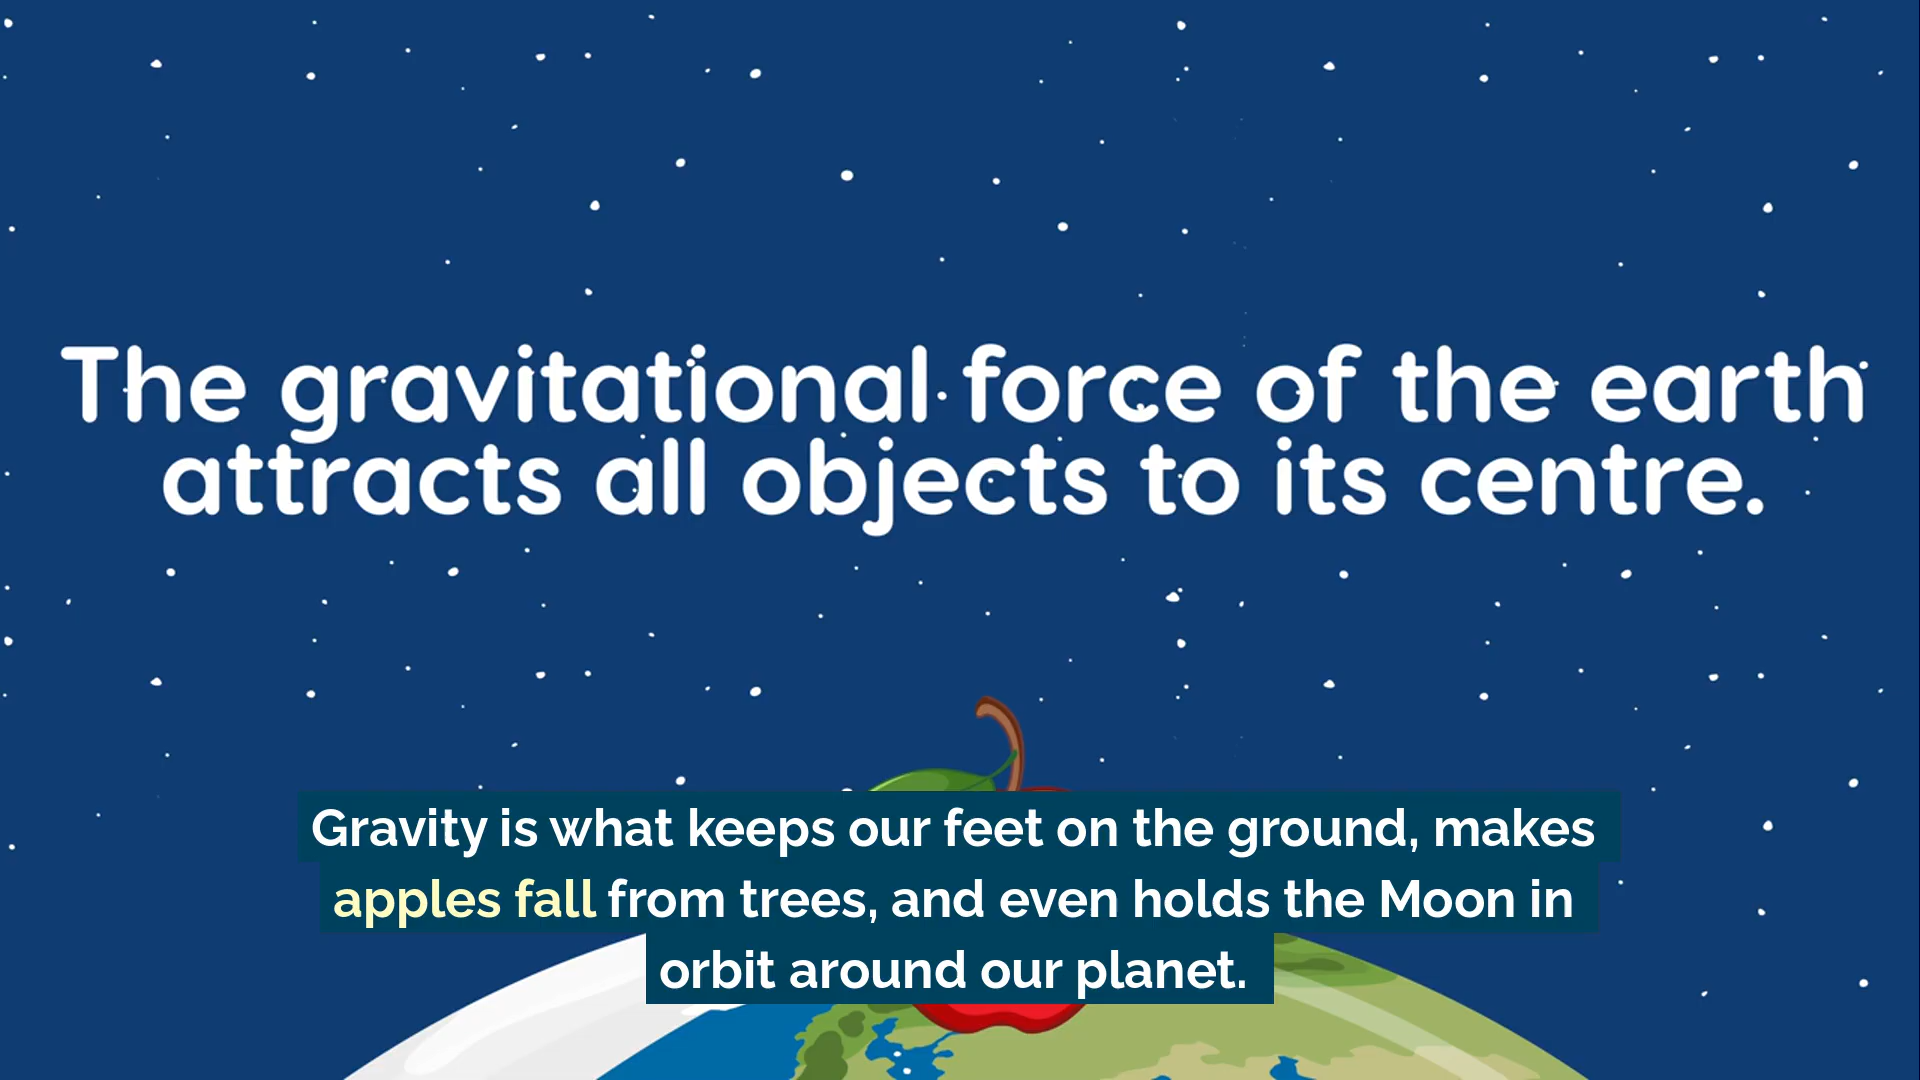 The gravitational force of the earth
attracts all objects to its centre.
Gravity is what keeps our feet on the ground, makes
apples fall from trees, and even holds the Moon in
orbit around our planet.